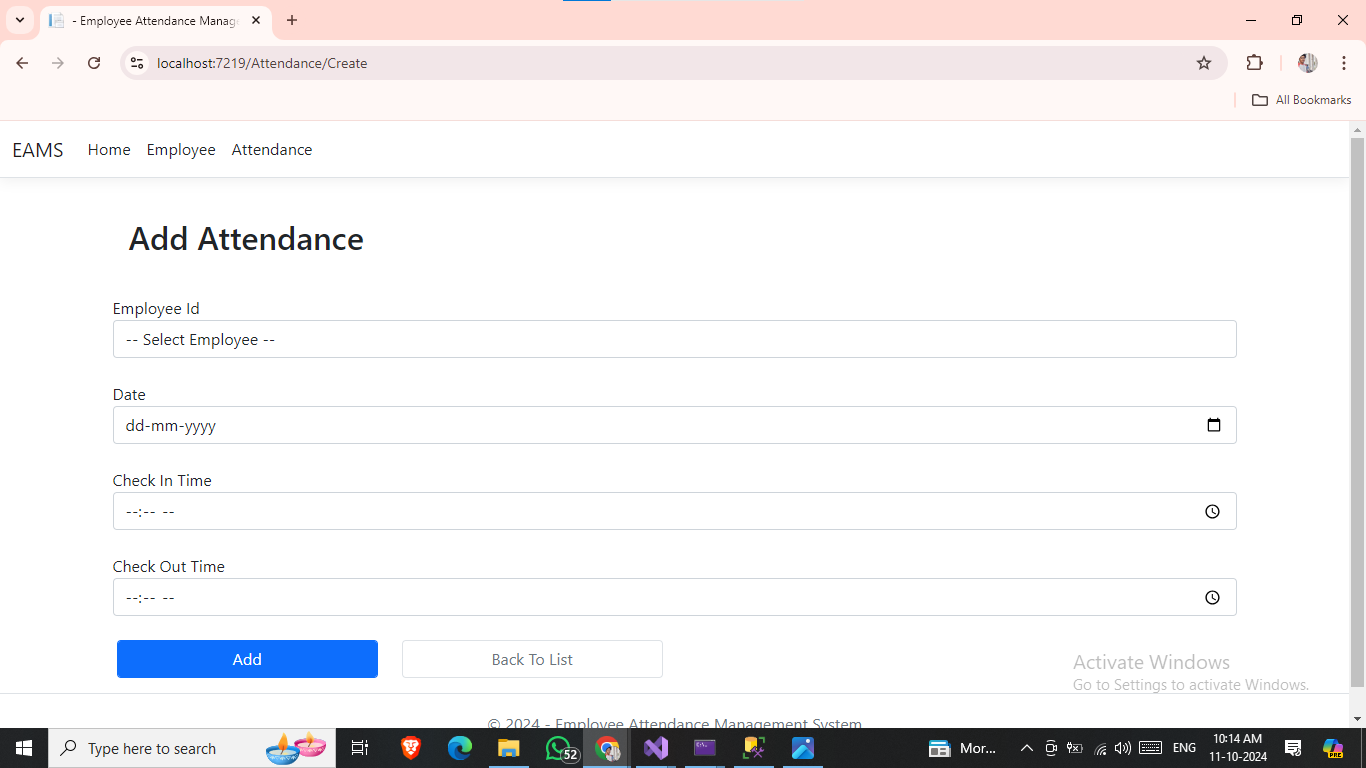 - Employee Attendance Manag
localhost:7219/Attendance/Create
All Bookmarks
EAMS Home Employee Attendance
Add Attendance
Employee Id
-- Select Employee --
Date
dd-mm-yyyy
Check In Time
--:-- --
Check Out Time
--:-- --
Add Back To List
Activate Windows
Go to Settings to activate Windows.
© 2024 - Employee Attendance Management System
Type here to search
52
Mor...
ENG
10:14 AM
11-10-2024
PRE